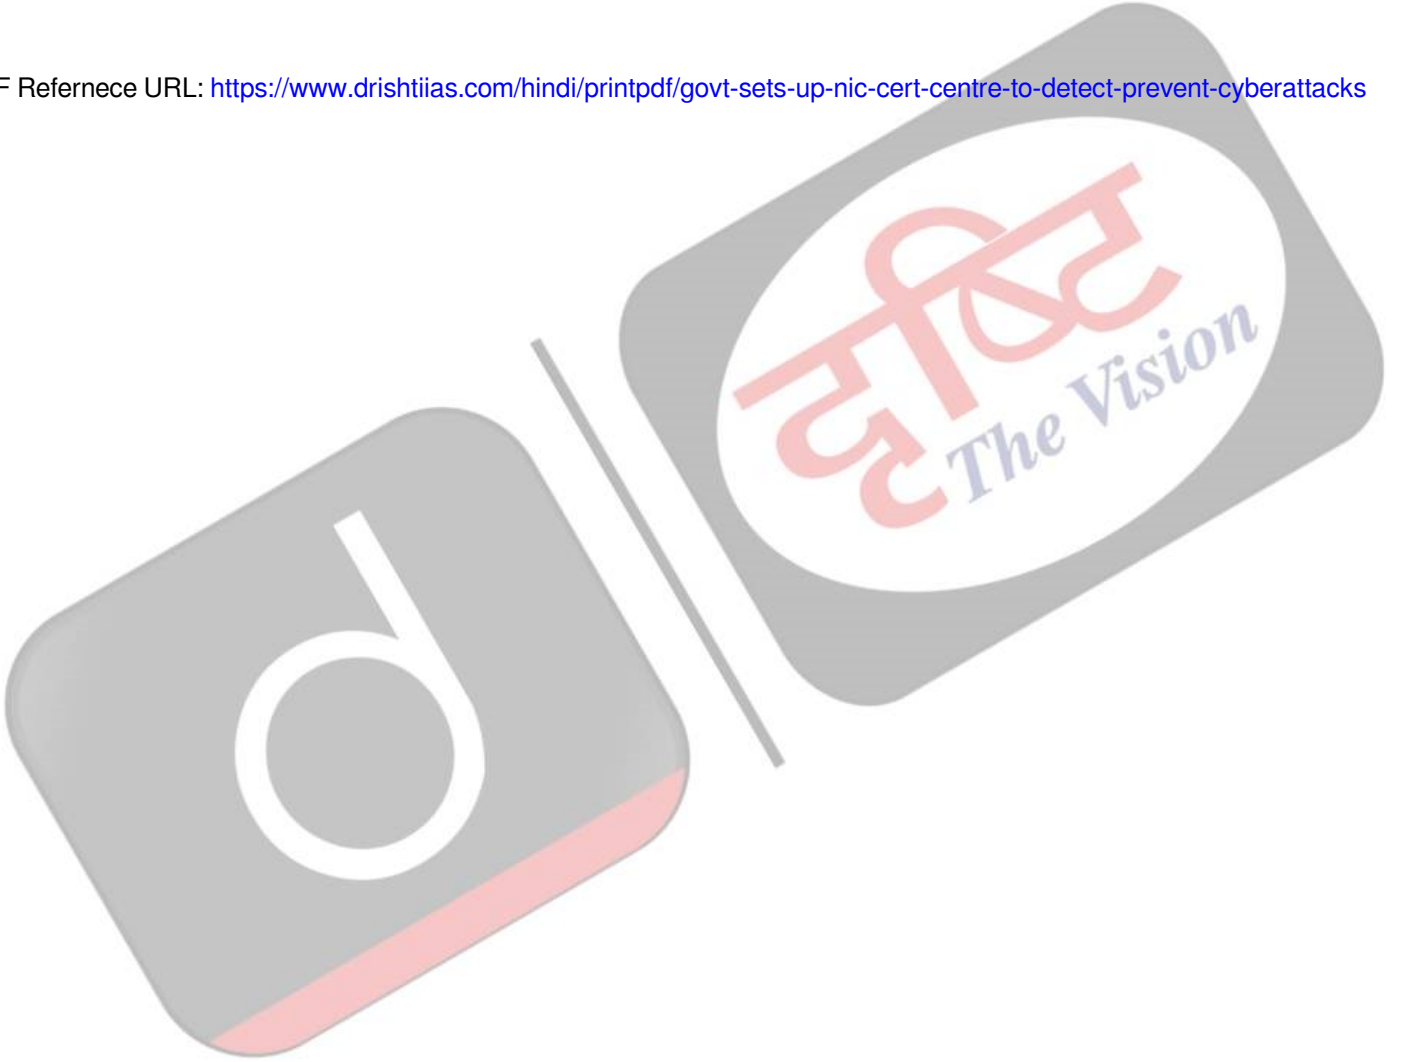 F Refernece URL: https://www.drishtiias.com/hindi/printpdf/govt-sets-up-nic-cert-centre-to-detect-prevent-cyberattacks
दृष्टि
The Vision
d